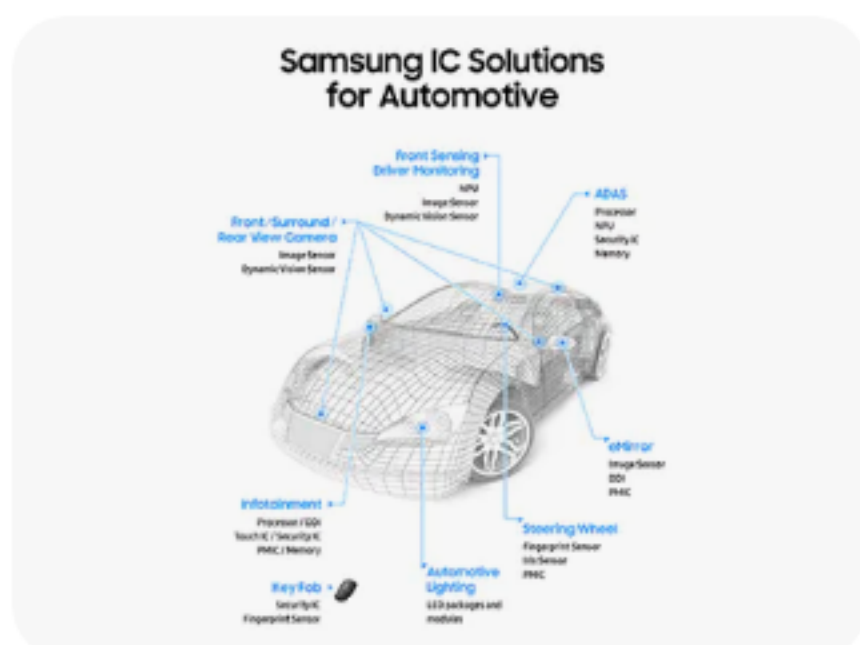 Samsung IC Solutions
for Automotive
Front Sensing
Driver Monitoring
NPU
Image Sensor
Dynamic Vision Sensor
ADAS
Processor
NPU
Security IC
Memory
Front/Surround/
Rear View Camera
Image Sensor
Dynamic Vision Sensor
eMirror
Image Sensor
DDI
PMIC
Infotainment
Processor / DDI
Touch IC / Security IC
PMIC / Memory
Steering Wheel
Fingerprint Sensor
Iris Sensor
PMIC
Automotive
Lighting
LED packages and
modules
Key Fob
Security IC
Fingerprint Sensor